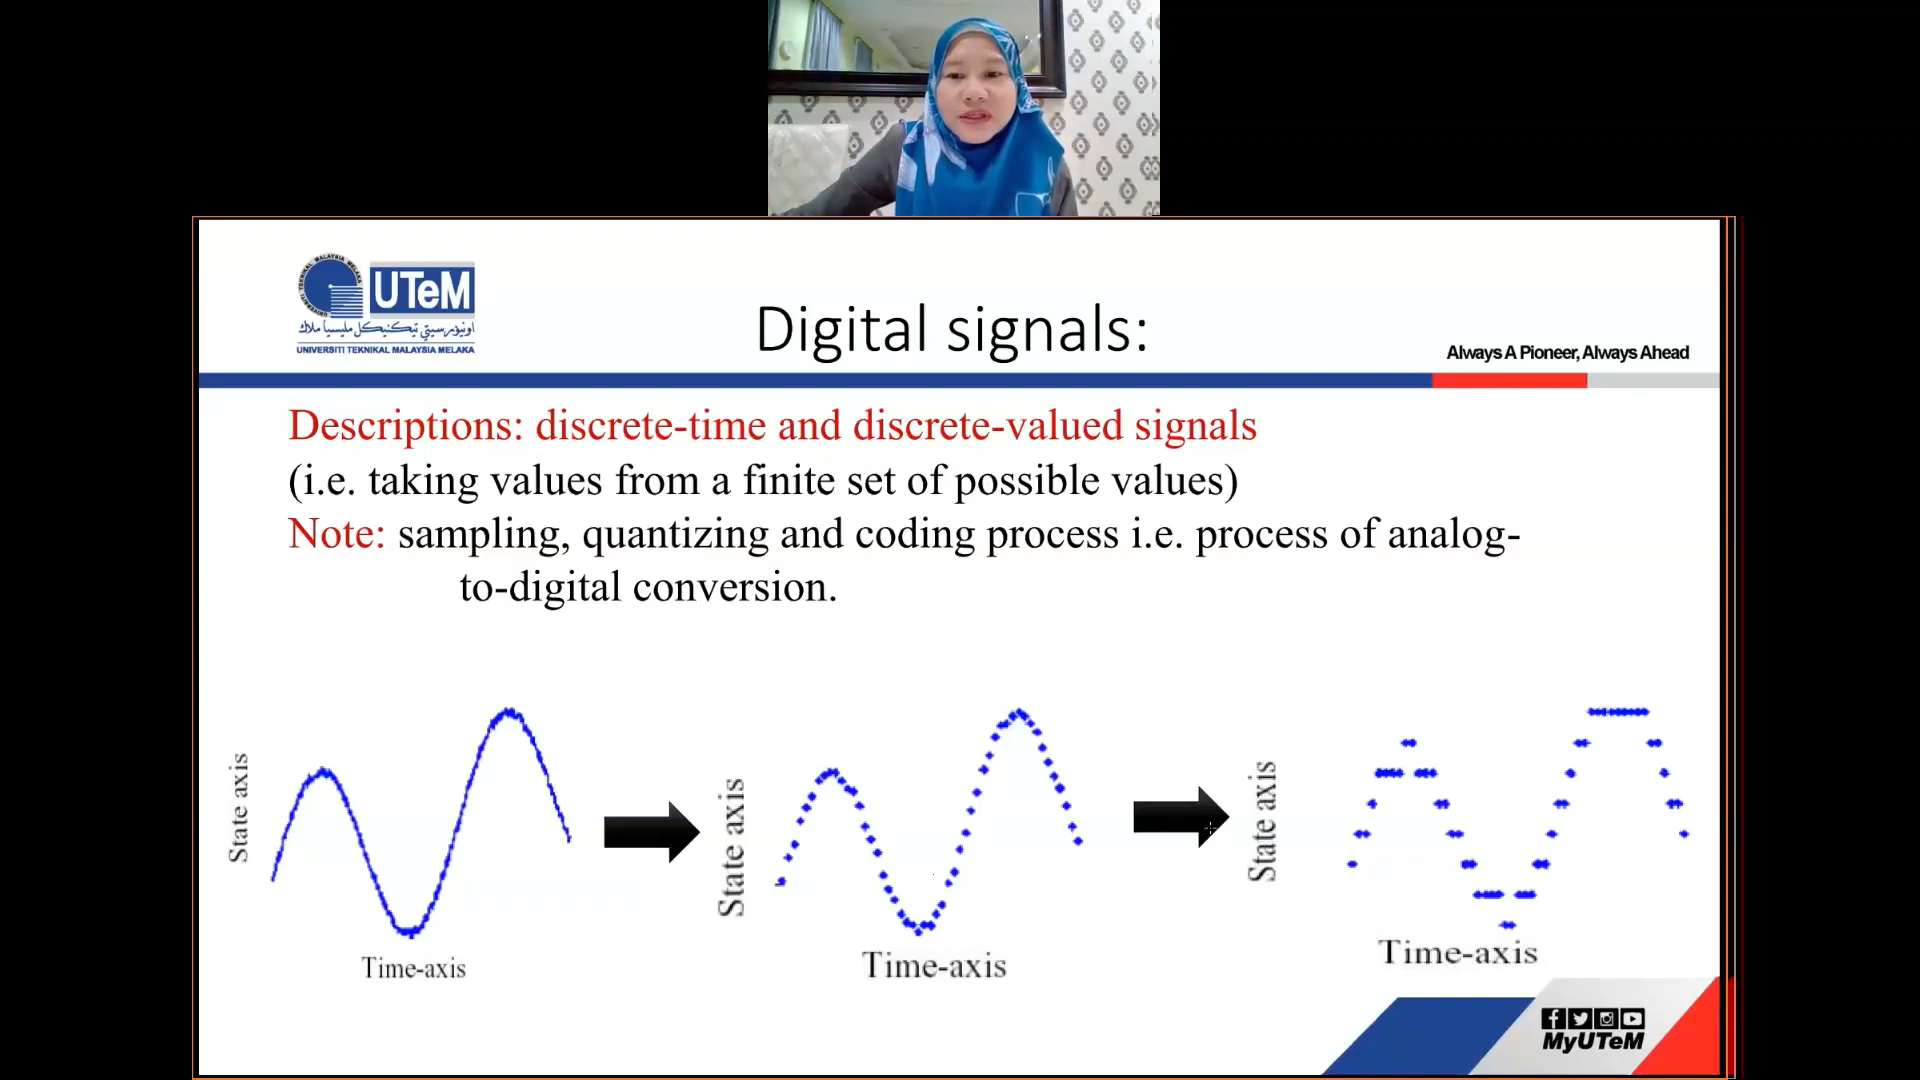 UTeM
اونيۏرسيتي تيكنيكل مليسيا ملاك
UNIVERSITI TEKNIKAL MALAYSIA MELAKA
Digital signals:
Always A Pioneer, Always Ahead
Descriptions: discrete-time and discrete-valued signals
(i.e. taking values from a finite set of possible values)
Note: sampling, quantizing and coding process i.e. process of analog-
to-digital conversion.
State axis
Time-axis
State axis
Time-axis
State axis
Time-axis
MyUTeM